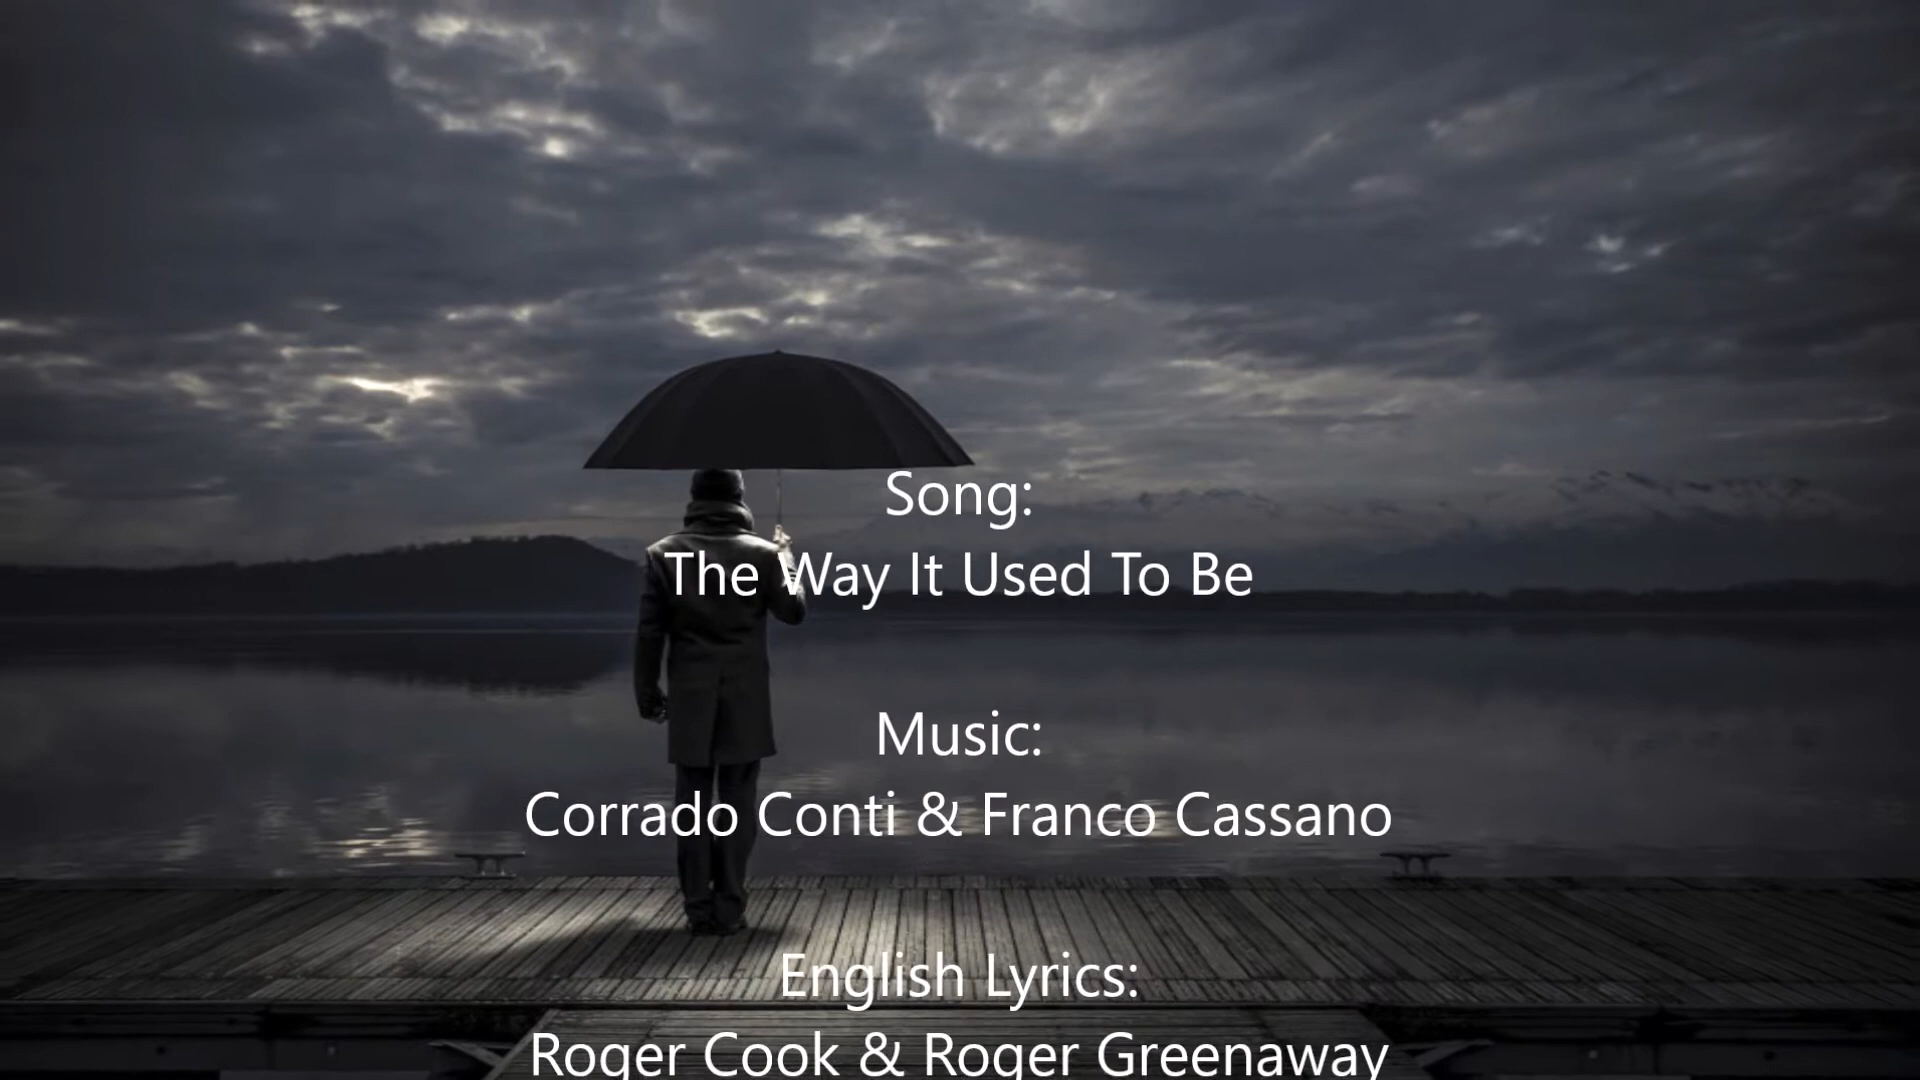 Song:
The Way It Used To Be
Music:
Corrado Conti & Franco Cassano
English Lyrics:
Roger Cook & Roger Greenaway